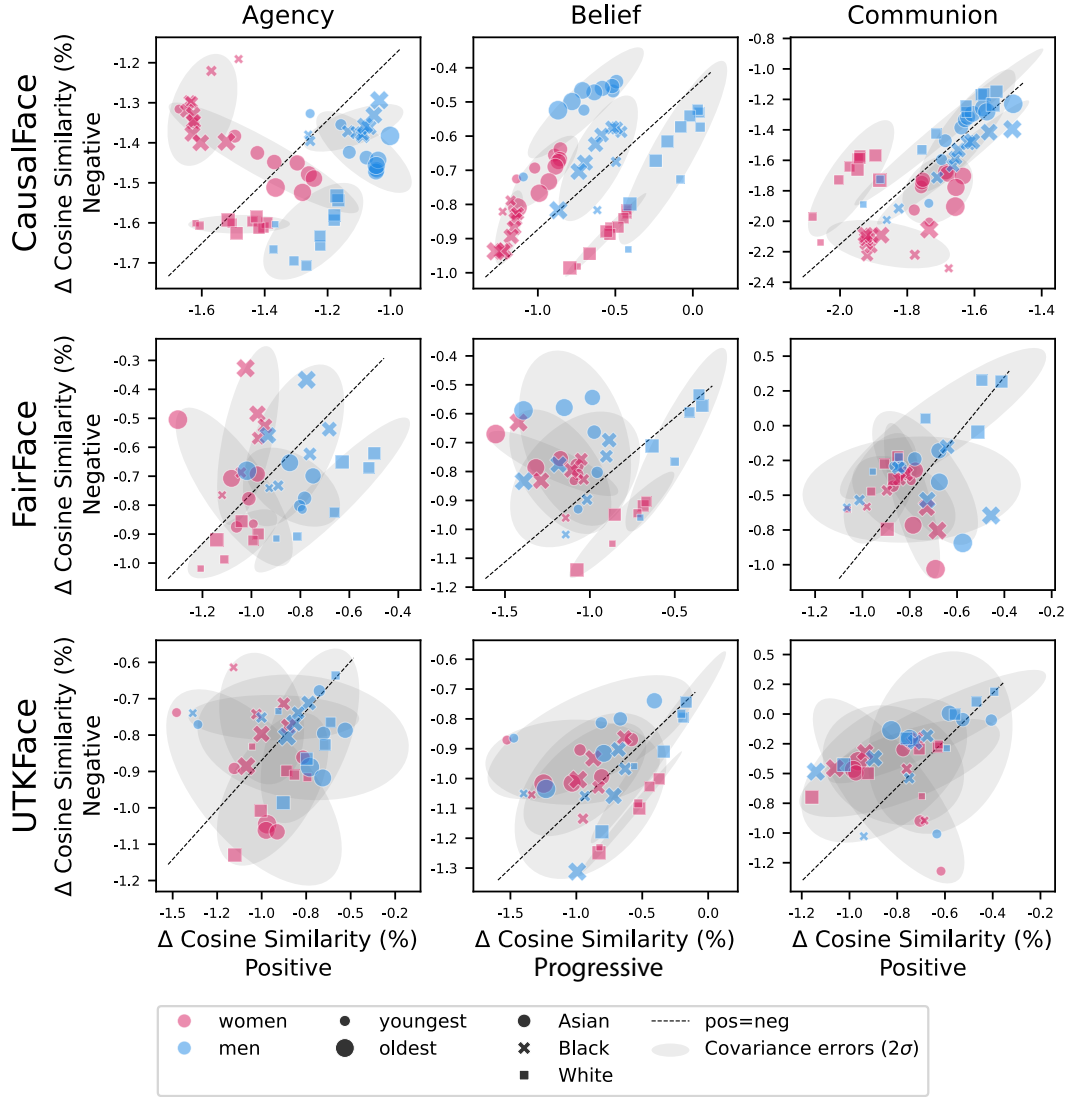 Agency Belief Communion
CausalFace
Δ Cosine Similarity (%)
Negative
-1.2
-1.3
-1.4
-1.5
-1.6
-1.7
-1.6 -1.4 -1.2 -1.0
-0.4
-0.5
-0.6
-0.7
-0.8
-0.9
-1.0
-1.0 -0.5 0.0
-0.8
-1.0
-1.2
-1.4
-1.6
-1.8
-2.0
-2.2
-2.4
-2.0 -1.8 -1.6 -1.4
FairFace
Δ Cosine Similarity (%)
Negative
-0.3
-0.4
-0.5
-0.6
-0.7
-0.8
-0.9
-1.0
-1.2 -1.0 -0.8 -0.6 -0.4
-0.4
-0.5
-0.6
-0.7
-0.8
-0.9
-1.0
-1.1
-1.2
-1.5 -1.0 -0.5
0.5
0.2
0.0
-0.2
-0.5
-0.8
-1.0
-1.2 -1.0 -0.8 -0.6 -0.4 -0.2
UTKFace
Δ Cosine Similarity (%)
Negative
-0.6
-0.7
-0.8
-0.9
-1.0
-1.1
-1.2
-1.5 -1.2 -1.0 -0.8 -0.5 -0.2
-0.6
-0.7
-0.8
-0.9
-1.0
-1.1
-1.2
-1.3
-1.5 -1.0 -0.5 0.0
0.5
0.2
0.0
-0.2
-0.5
-0.8
-1.0
-1.2
-1.2 -1.0 -0.8 -0.6 -0.4 -0.2
Δ Cosine Similarity (%) Δ Cosine Similarity (%) Δ Cosine Similarity (%)
Positive Progressive Positive
women youngest Asian pos=neg
men oldest Black Covariance errors (2σ)
White